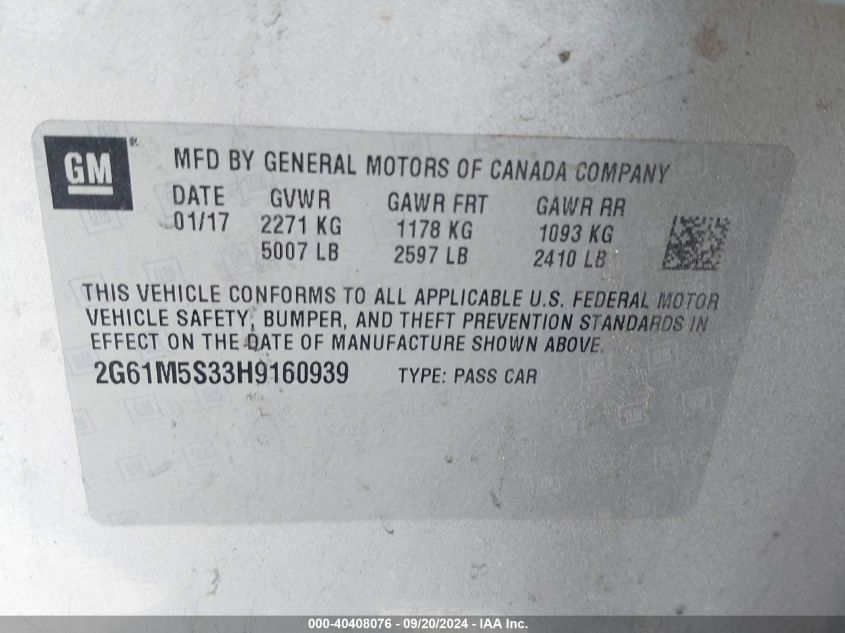 GM
MFD BY GENERAL MOTORS OF CANADA COMPANY
DATE GVWR GAWR FRT GAWR RR
01/17 2271 KG 1178 KG 1093 KG
5007 LB 2597 LB 2410 LB
THIS VEHICLE CONFORMS TO ALL APPLICABLE U.S. FEDERAL MOTOR
VEHICLE SAFETY, BUMPER, AND THEFT PREVENTION STANDARDS IN
EFFECT ON THE DATE OF MANUFACTURE SHOWN ABOVE.
2G61M5S33H9160939 TYPE: PASS CAR
000-40408076 - 09/20/2024 - IAA Inc.